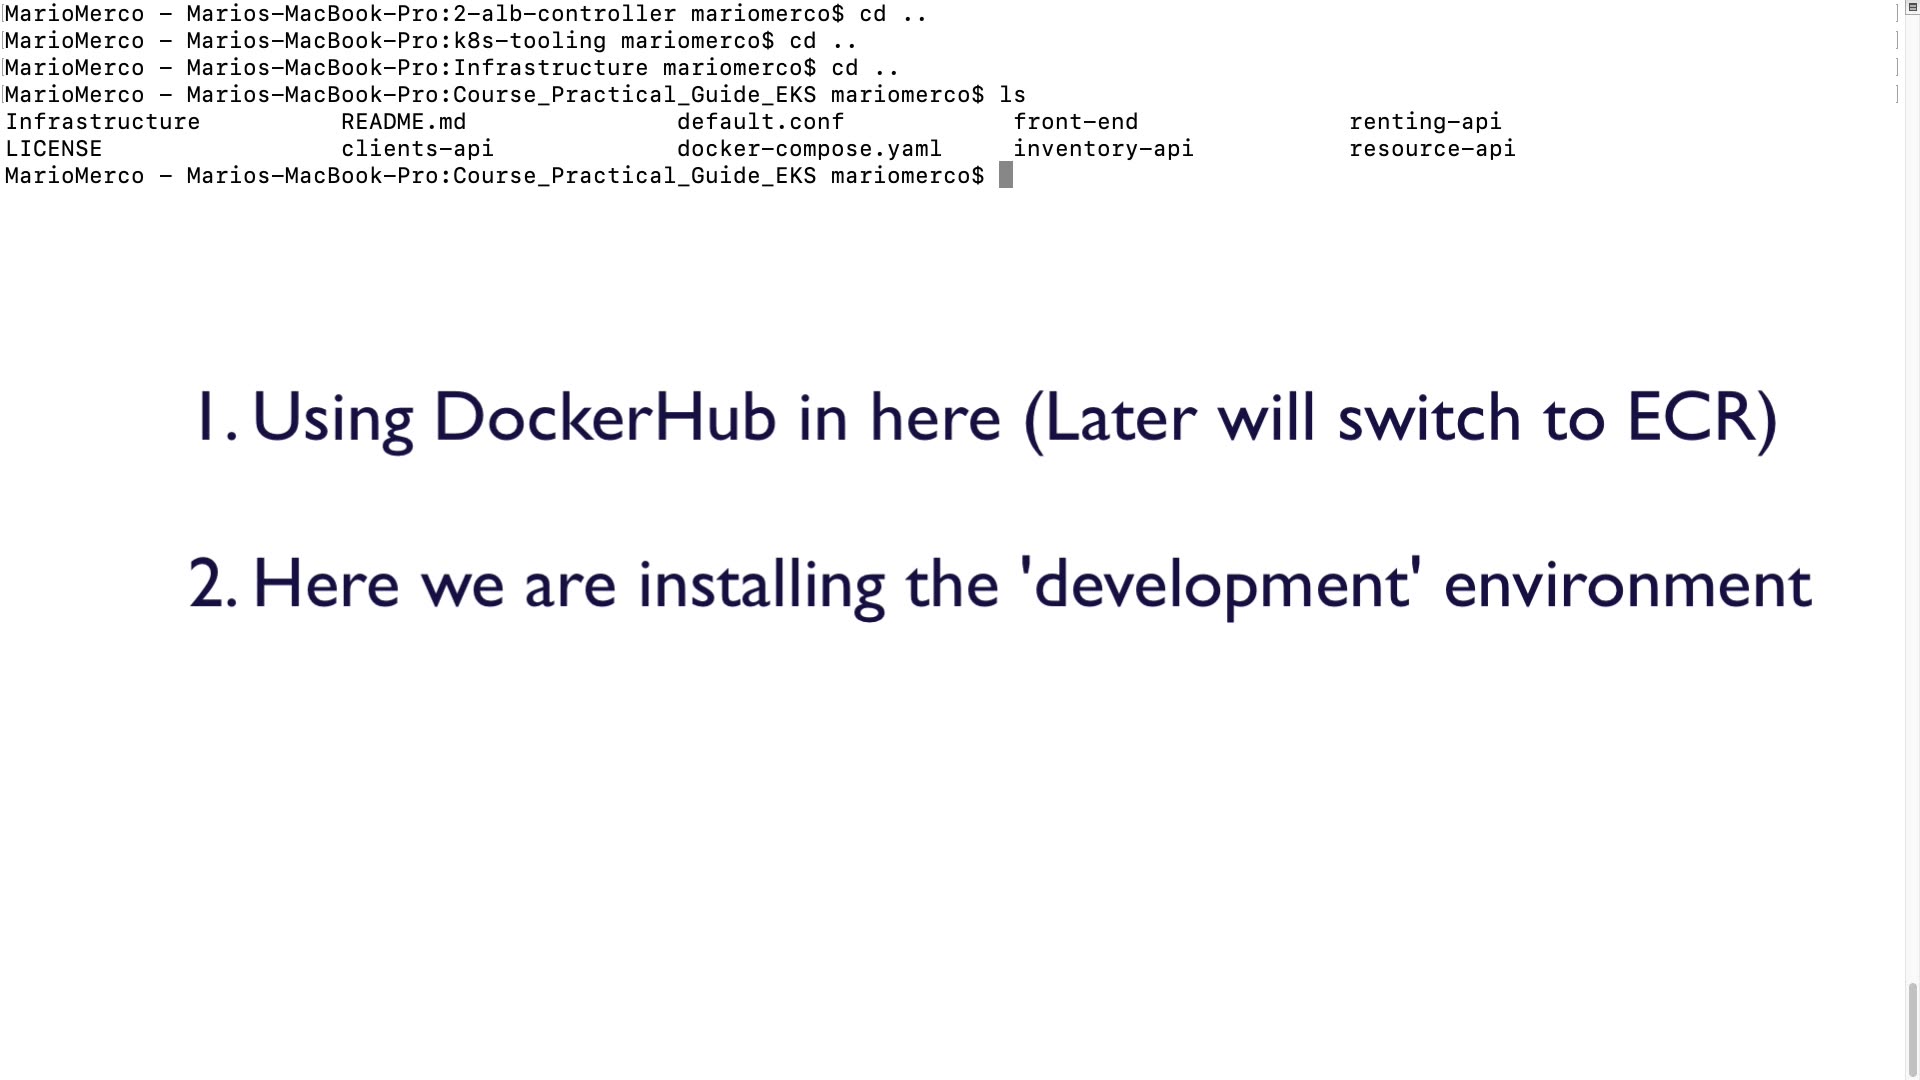 MarioMerco – Marios-MacBook-Pro:2-alb-controller mariomerco$ cd ..
MarioMerco – Marios-MacBook-Pro:k8s-tooling mariomerco$ cd ..
MarioMerco – Marios-MacBook-Pro:Infrastructure mariomerco$ cd ..
MarioMerco – Marios-MacBook-Pro:Course_Practical_Guide_EKS mariomerco$ ls
Infrastructure README.md default.conf front-end renting-api
LICENSE clients-api docker-compose.yaml inventory-api resource-api
MarioMerco – Marios-MacBook-Pro:Course_Practical_Guide_EKS mariomerco$
1. Using DockerHub in here (Later will switch to ECR)
2. Here we are installing the 'development' environment